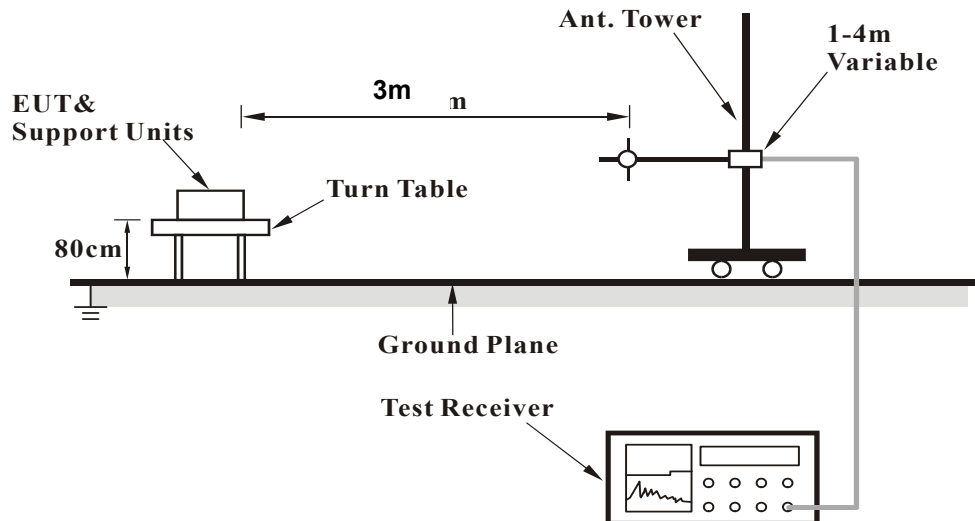 Ant. Tower
1-4m
Variable
3m
m
EUT&
Support Units
Turn Table
80cm
Ground Plane
Test Receiver